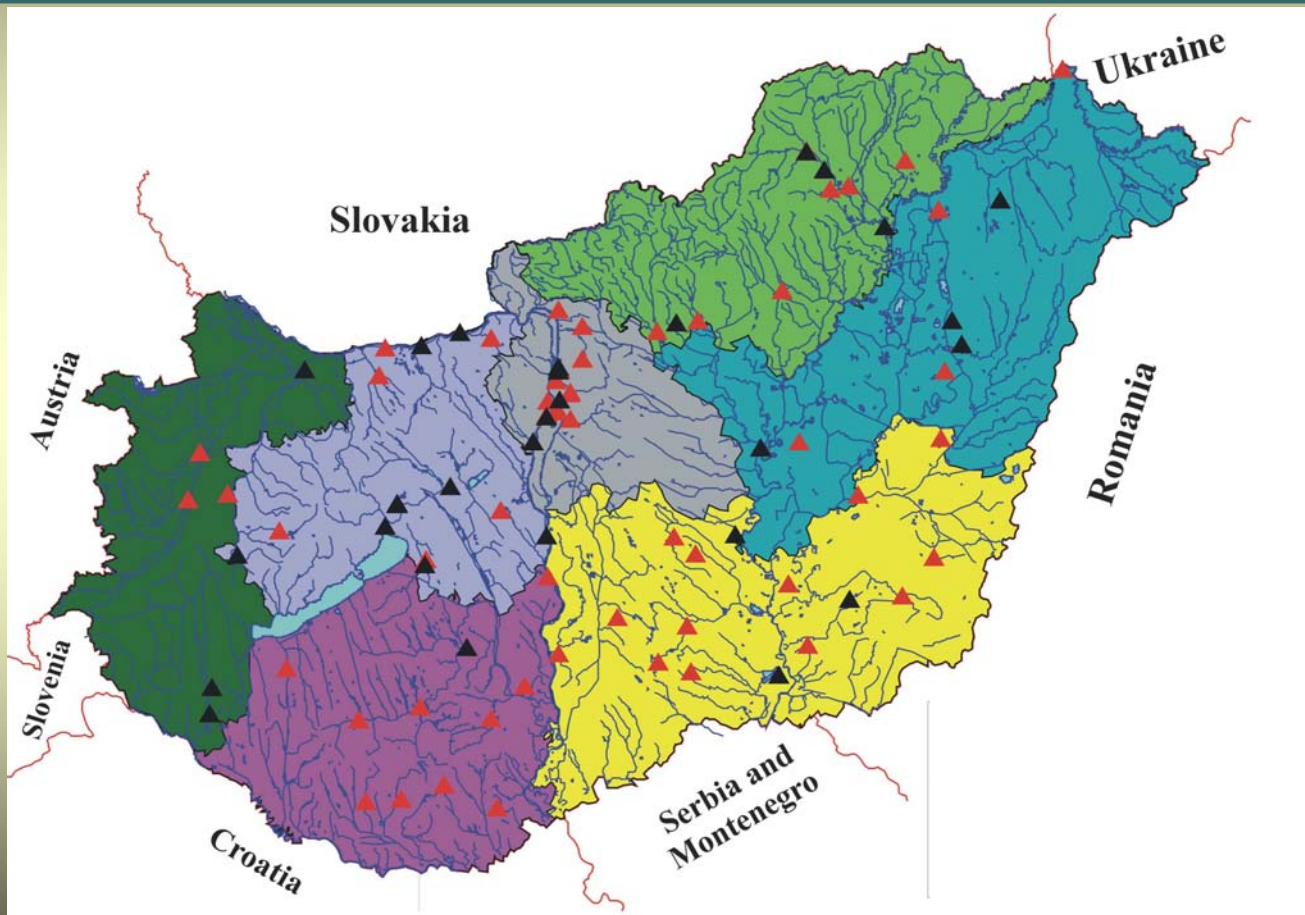 Ukraine
Slovakia
Austria
Romania
Slovenia
Serbia and
Montenegro
Croatia